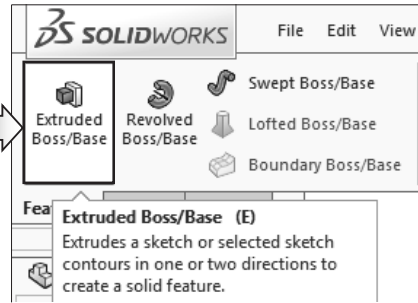 SOLIDWORKS
File Edit View
Extruded Boss/Base
Revolved Boss/Base
Swept Boss/Base
Lofted Boss/Base
Boundary Boss/Base
Fea
Extruded Boss/Base (E)
Extrudes a sketch or selected sketch
contours in one or two directions to
create a solid feature.